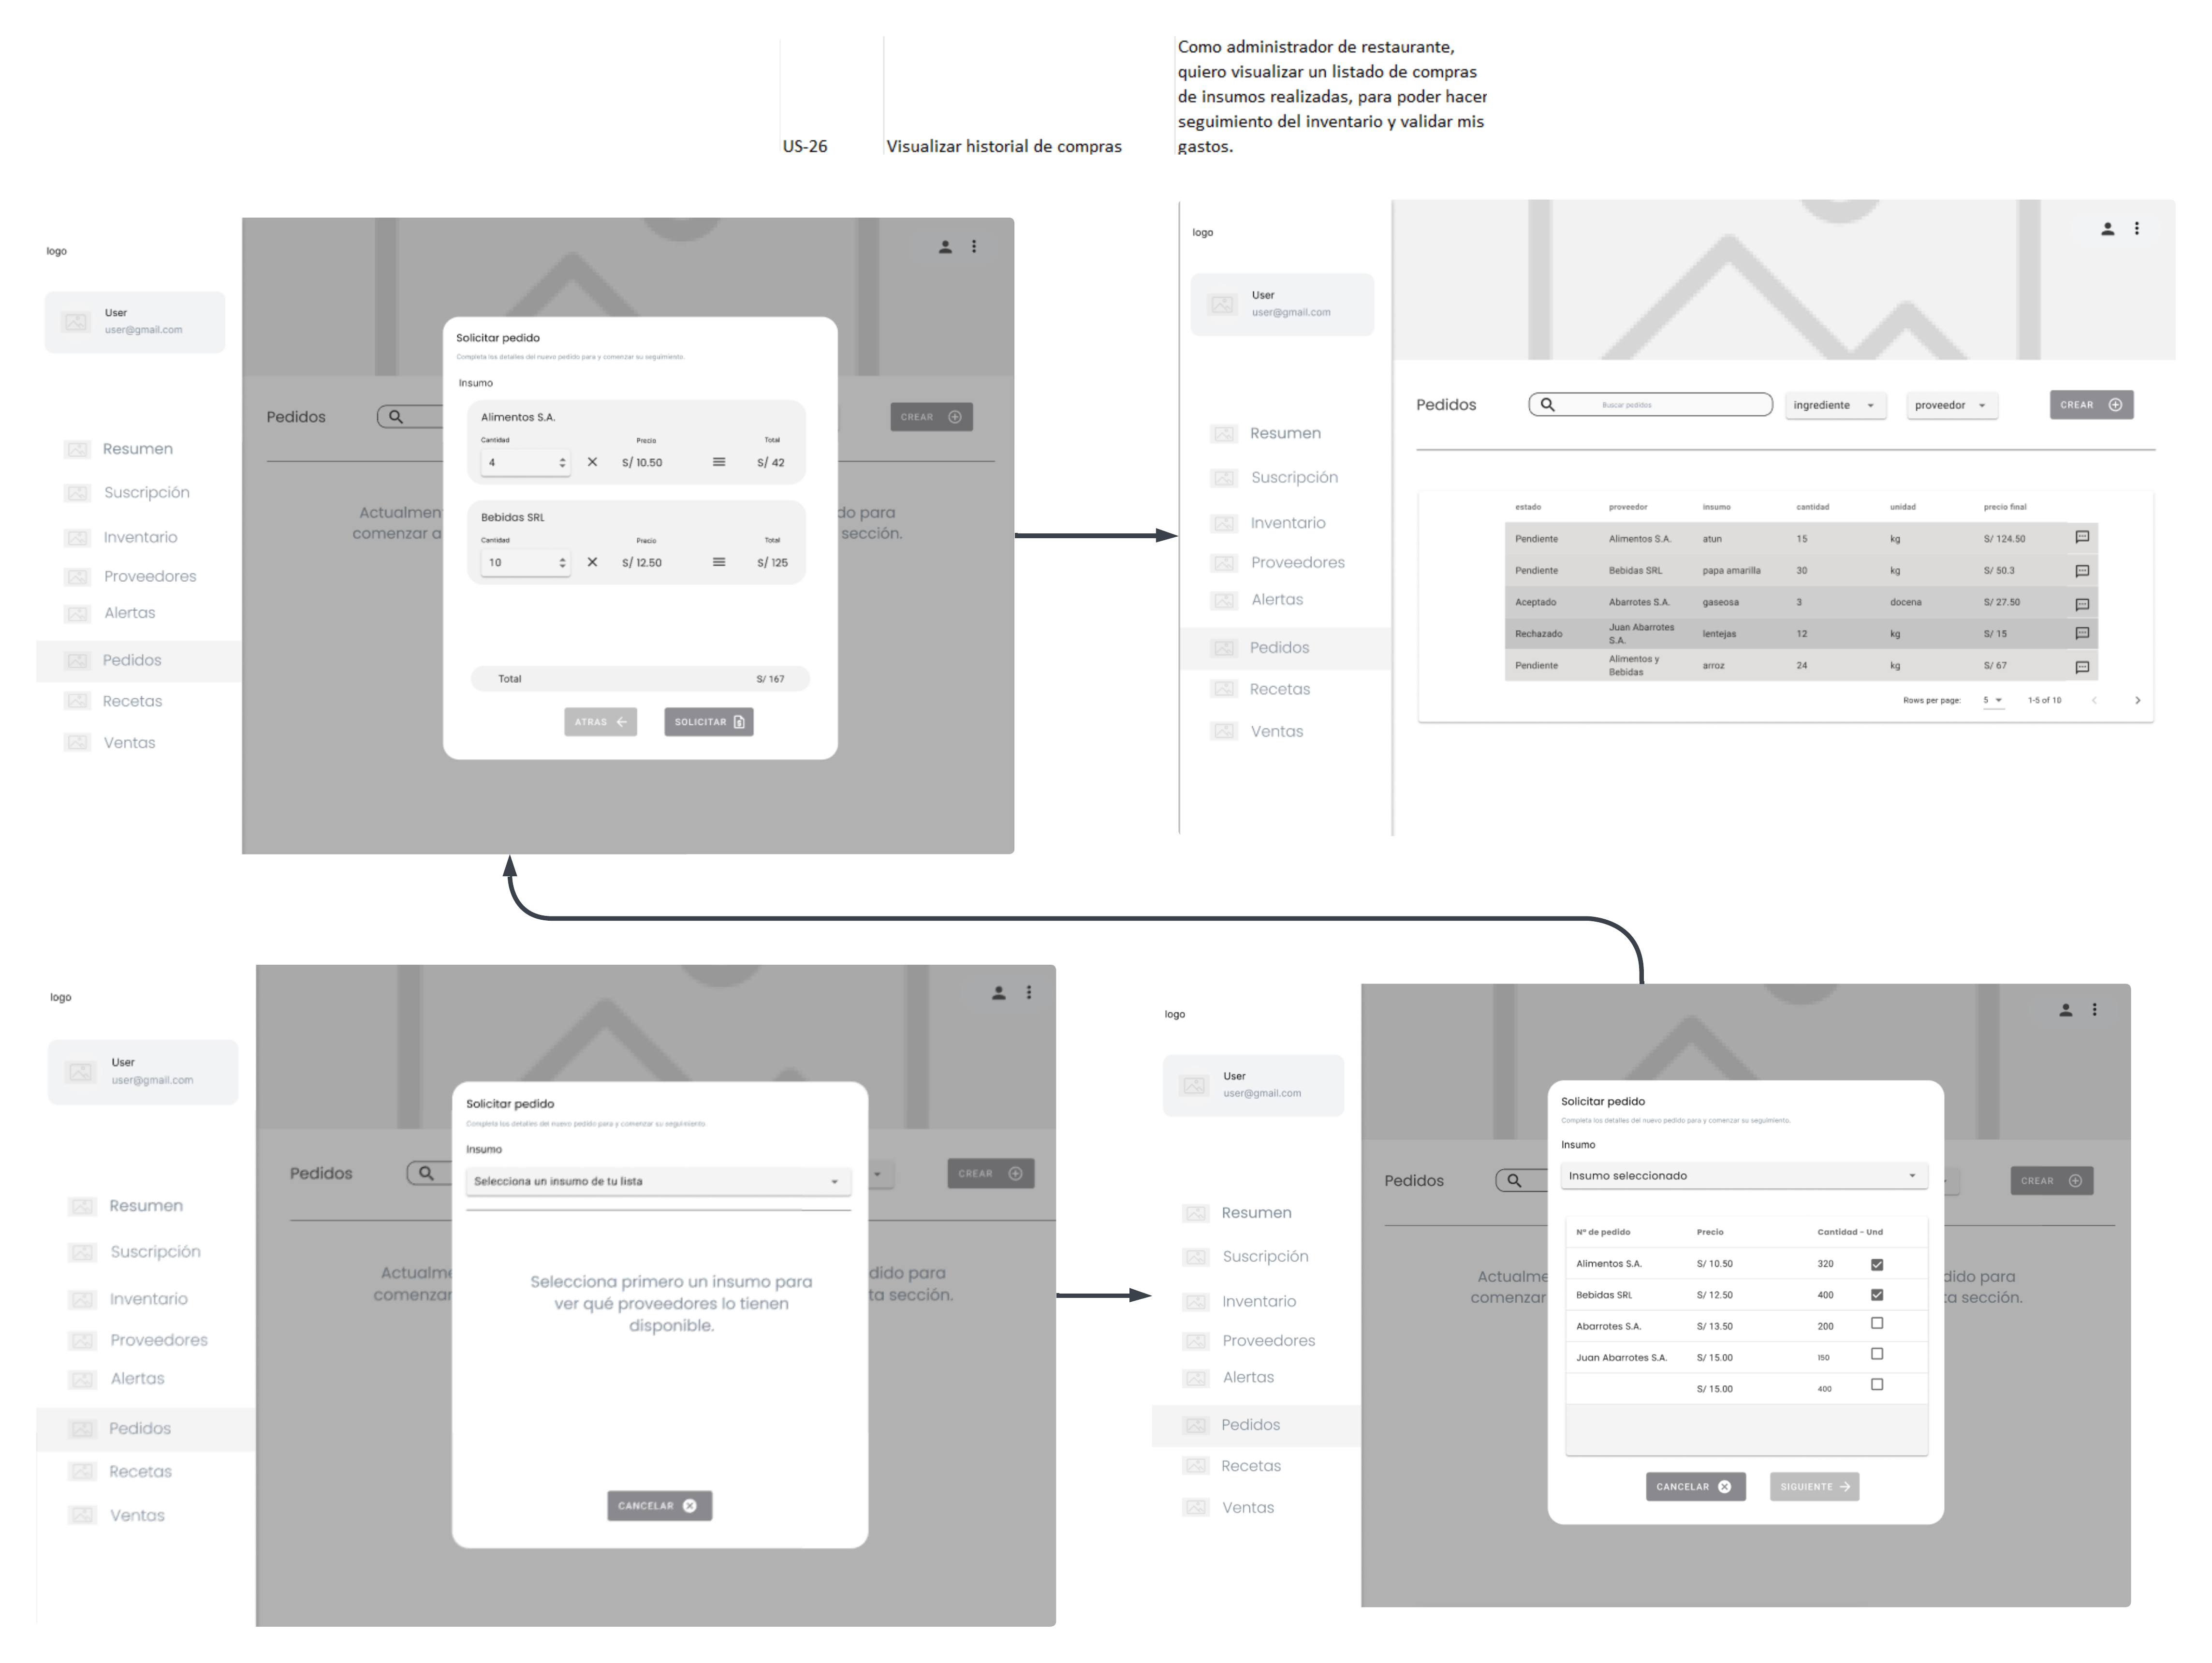 Como administrador de restaurante,
quiero visualizar un listado de compras
de insumos realizadas, para poder hacer
seguimiento del inventario y validar mis
US-26 Visualizar historial de compras gastos.
logo
User
user@gmail.com
Resumen
Suscripción
Inventario
Proveedores
Alertas
Pedidos
Recetas
Ventas
Pedidos
CREAR
Actualmen
comenzar a
do para
sección.
Solicitar pedido
Completa los detalles del nuevo pedido para y comenzar su seguimiento.
Insumo
Alimentos S.A.
Cantidad Precio Total
4 S/ 10.50 S/ 42
Bebidas SRL
Cantidad Precio Total
10 S/ 12.50 S/ 125
Total S/ 167
ATRAS SOLICITAR
logo
User
user@gmail.com
Resumen
Suscripción
Inventario
Proveedores
Alertas
Pedidos
Recetas
Ventas
Pedidos Buscar pedidos ingrediente proveedor CREAR
estado proveedor insumo cantidad unidad precio final
Pendiente Alimentos S.A. atun 15 kg S/ 124.50
Pendiente Bebidas SRL papa amarilla 30 kg S/ 50.3
Aceptado Abarrotes S.A. gaseosa 3 docena S/ 27.50
Rechazado Juan Abarrotes S.A. lentejas 12 kg S/ 15
Pendiente Alimentos y Bebidas arroz 24 kg S/ 67
Rows per page: 5 1-5 of 10
logo
User
user@gmail.com
Resumen
Suscripción
Inventario
Proveedores
Alertas
Pedidos
Recetas
Ventas
Pedidos
CREAR
Actualme
comenzar
dido para
ta sección.
Solicitar pedido
Completa los detalles del nuevo pedido para y comenzar su seguimiento.
Insumo
Selecciona un insumo de tu lista
Selecciona primero un insumo para
ver qué proveedores lo tienen
disponible.
CANCELAR
logo
User
user@gmail.com
Resumen
Suscripción
Inventario
Proveedores
Alertas
Pedidos
Recetas
Ventas
Pedidos
CREAR
Actualme
comenzar
dido para
ta sección.
Solicitar pedido
Completa los detalles del nuevo pedido para y comenzar su seguimiento.
Insumo
Insumo seleccionado
N° de pedido Precio Cantidad - Und
Alimentos S.A. S/ 10.50 320
Bebidas SRL S/ 12.50 400
Abarrotes S.A. S/ 13.50 200
Juan Abarrotes S.A. S/ 15.00 150
S/ 15.00 400
CANCELAR SIGUIENTE